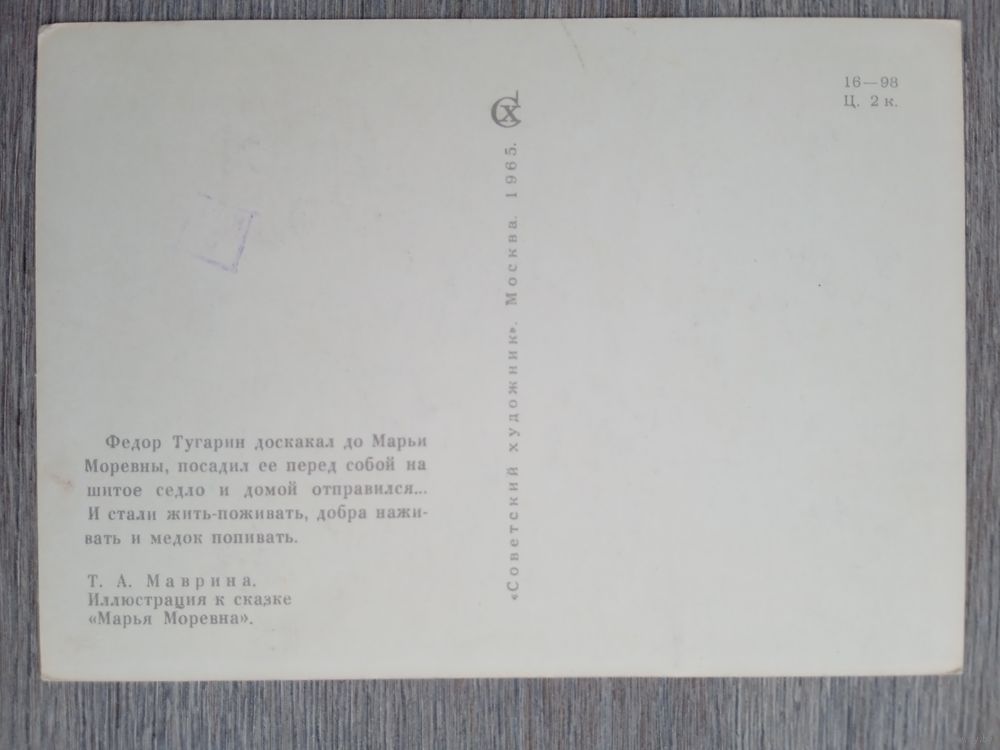 Федор Тугарин доскакал до Марьи
Моревны, посадил ее перед собой на
шитое седло и домой отправился...
И стали жить-поживать, добра нажи-
вать и медок попивать.
Т. А. Маврина.
Иллюстрация к сказке
«Марья Моревна».
СХ
«Советский художник». Москва. 1965.
16—98
Ц. 2 к.